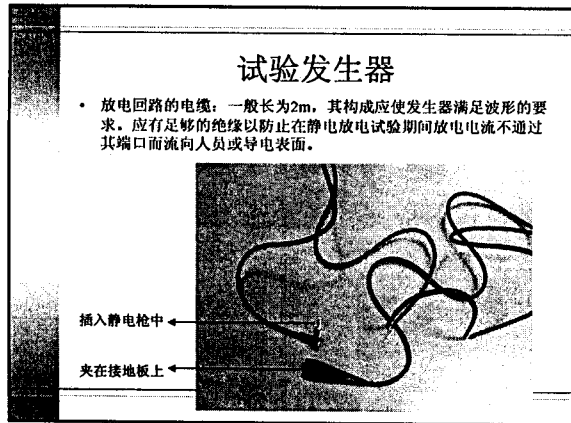 试验发生器
• 放电回路的电缆：一般长为2m，其构成应使发生器满足波形的要
求。应有足够的绝缘以防止在静电放电试验期间放电电流不通过
其端口而流向人员或导电表面。
插入静电枪中
夹在接地板上